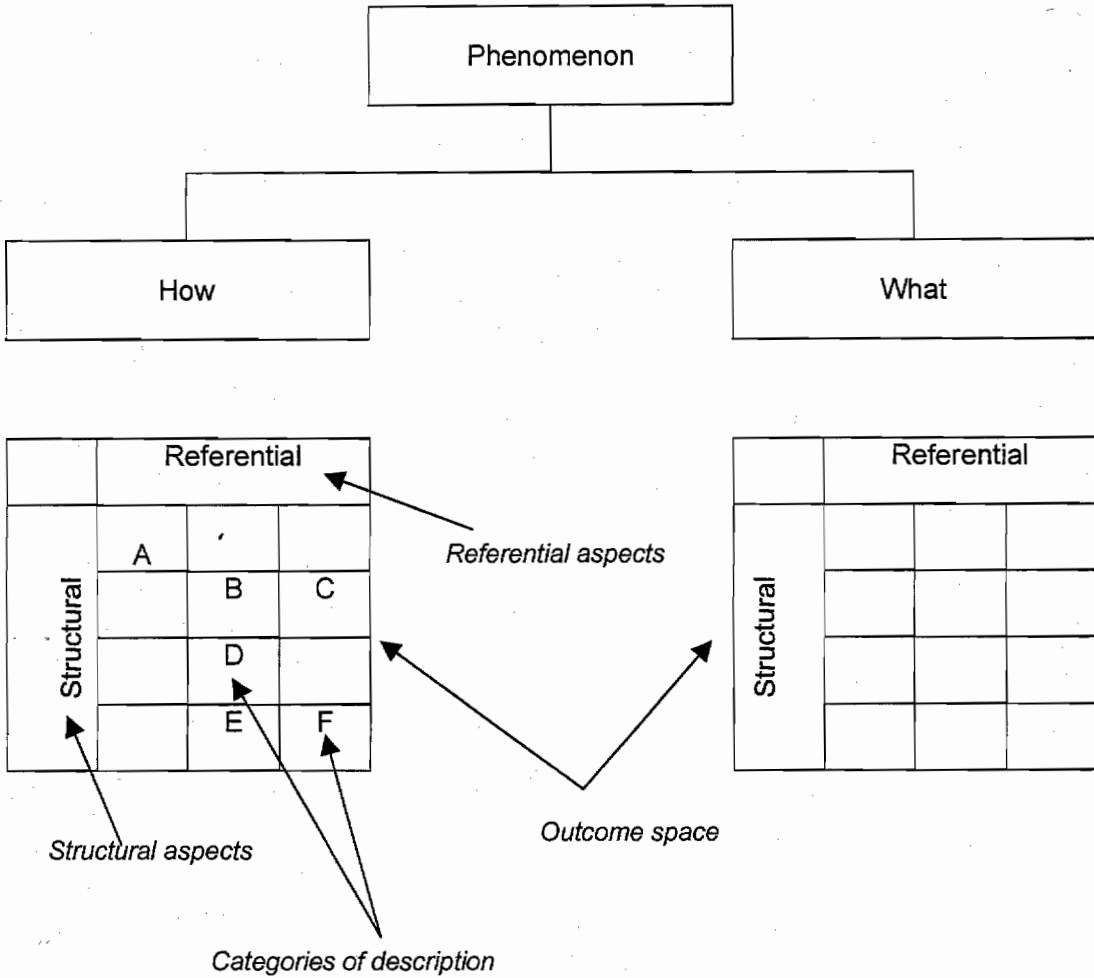 Phenomenon
How
What
Referential
Referential
Referential aspects
A
B C
D
E F
Structural
Structural
Structural aspects
Outcome space
Categories of description